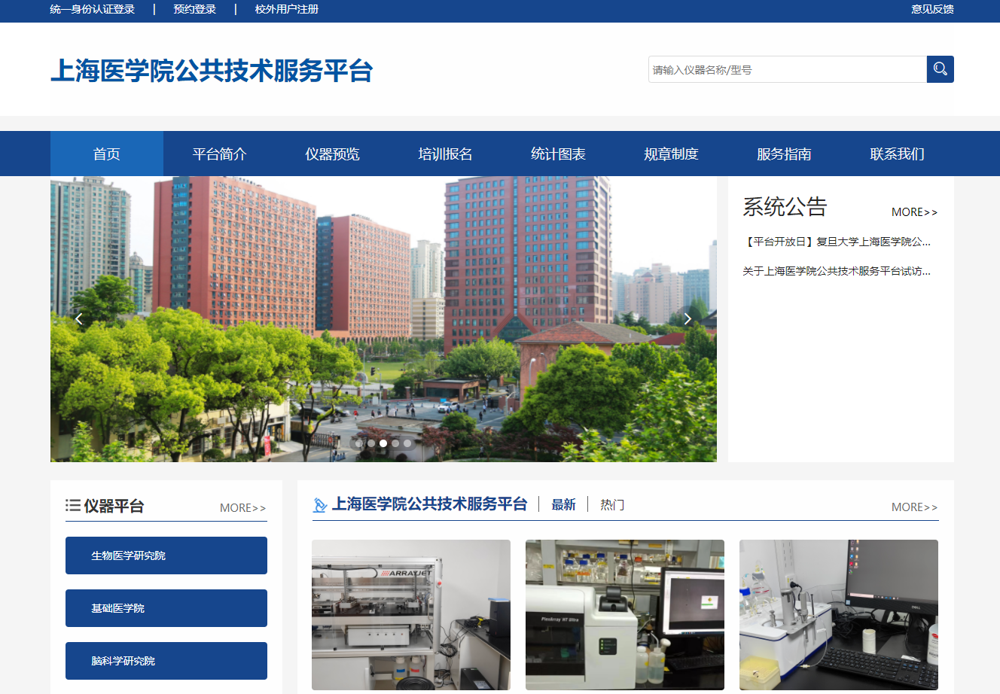 统一身份认证登录 | 预约登录 | 校外用户注册 意见反馈
上海医学院公共技术服务平台
请输入仪器名称/型号
首页 平台简介 仪器预览 培训报名 统计图表 规章制度 服务指南 联系我们
系统公告 MORE>>
【平台开放日】复旦大学上海医学院公...
关于上海医学院公共技术服务平台试访...
仪器平台 MORE>>
上海医学院公共技术服务平台 | 最新 | 热门 MORE>>
生物医学研究院
基础医学院
脑科学研究院
ARRAYJET
PlexArray HT Ultra
DELL